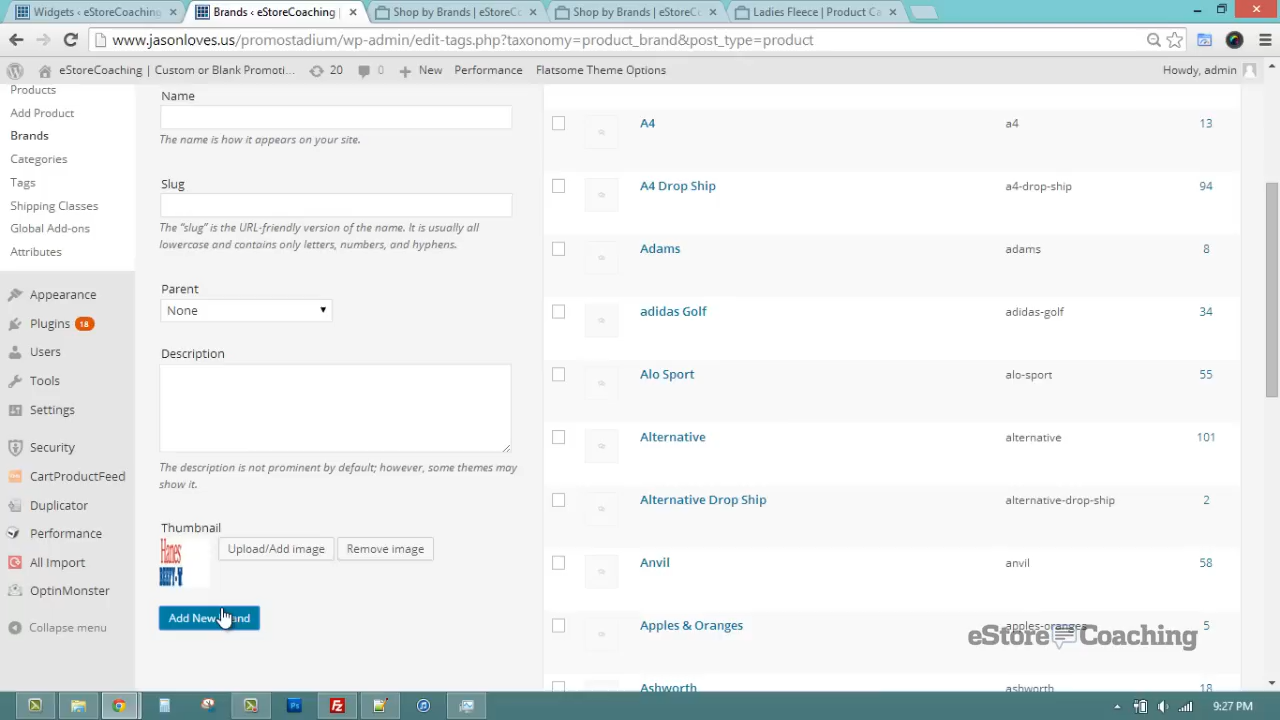 Widgets ‹ eStoreCoaching
Brands ‹ eStoreCoaching
Shop by Brands | eStoreCo
Shop by Brands | eStoreCo
Ladies Fleece | Product Ca
www.jasonloves.us/promostadium/wp-admin/edit-tags.php?taxonomy=product_brand&post_type=product
eStoreCoaching | Custom or Blank Promoti... 20 0 New Performance Flatsome Theme Options Howdy, admin
Products
Add Product
Brands
Categories
Tags
Shipping Classes
Global Add-ons
Attributes
Appearance
Plugins 18
Users
Tools
Settings
Security
CartProductFeed
Duplicator
Performance
All Import
OptinMonster
Collapse menu
Name
The name is how it appears on your site.
Slug
The “slug” is the URL-friendly version of the name. It is usually all
lowercase and contains only letters, numbers, and hyphens.
Parent
None
Description
The description is not prominent by default; however, some themes may
show it.
Thumbnail
Hanes
Upload/Add image Remove image
Add New Brand
A4 a4 13
A4 Drop Ship a4-drop-ship 94
Adams adams 8
adidas Golf adidas-golf 34
Alo Sport alo-sport 55
Alternative alternative 101
Alternative Drop Ship alternative-drop-ship 2
Anvil anvil 58
Apples & Oranges apples-oranges 5
eStore Coaching
Ashworth ashworth 18
9:27 PM